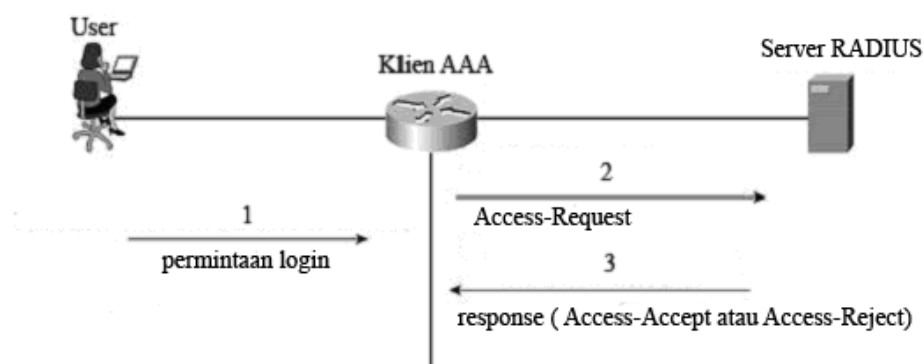 User
Klien AAA
Server RADIUS
1
permintaan login
2
Access-Request
3
response ( Access-Accept atau Access-Reject)